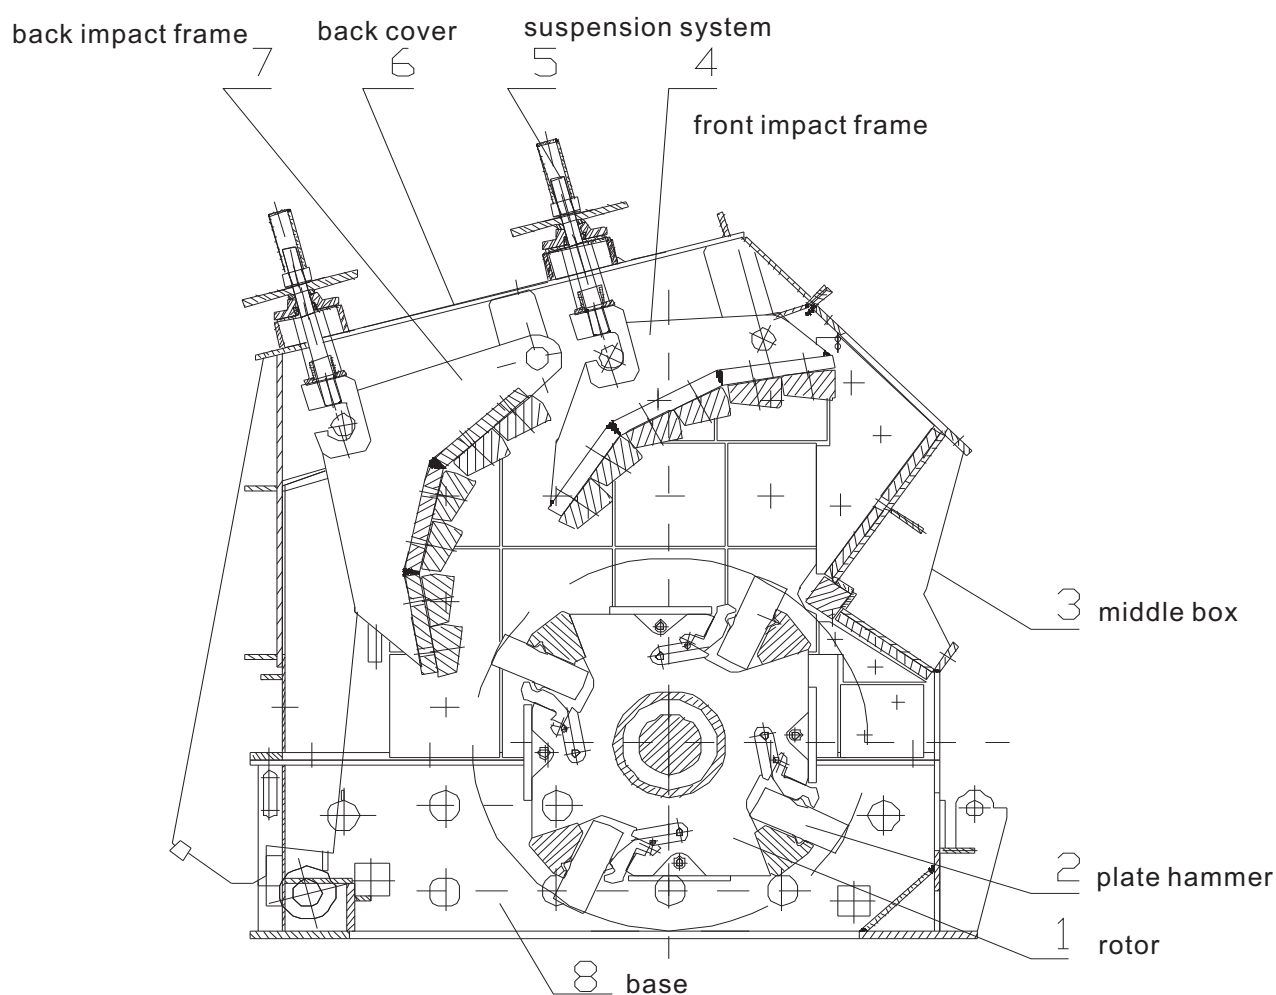 back impact frame
7
back cover
6
suspension system
5
4
front impact frame
3 middle box
2 plate hammer
1 rotor
8 base